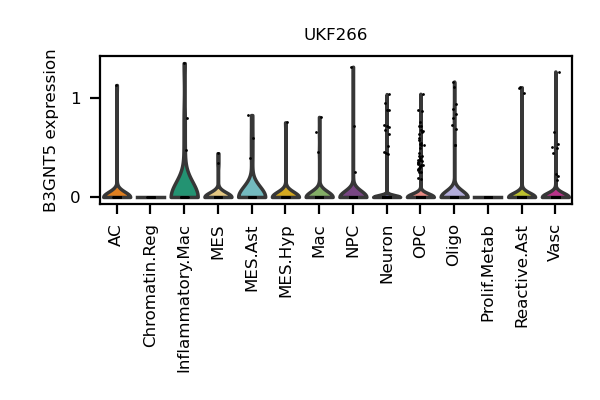 UKF266
B3GNT5 expression
1
0
AC
Chromatin.Reg
Inflammatory.Mac
MES
MES.Ast
MES.Hyp
Mac
NPC
Neuron
OPC
Oligo
Prolif.Metab
Reactive.Ast
Vasc